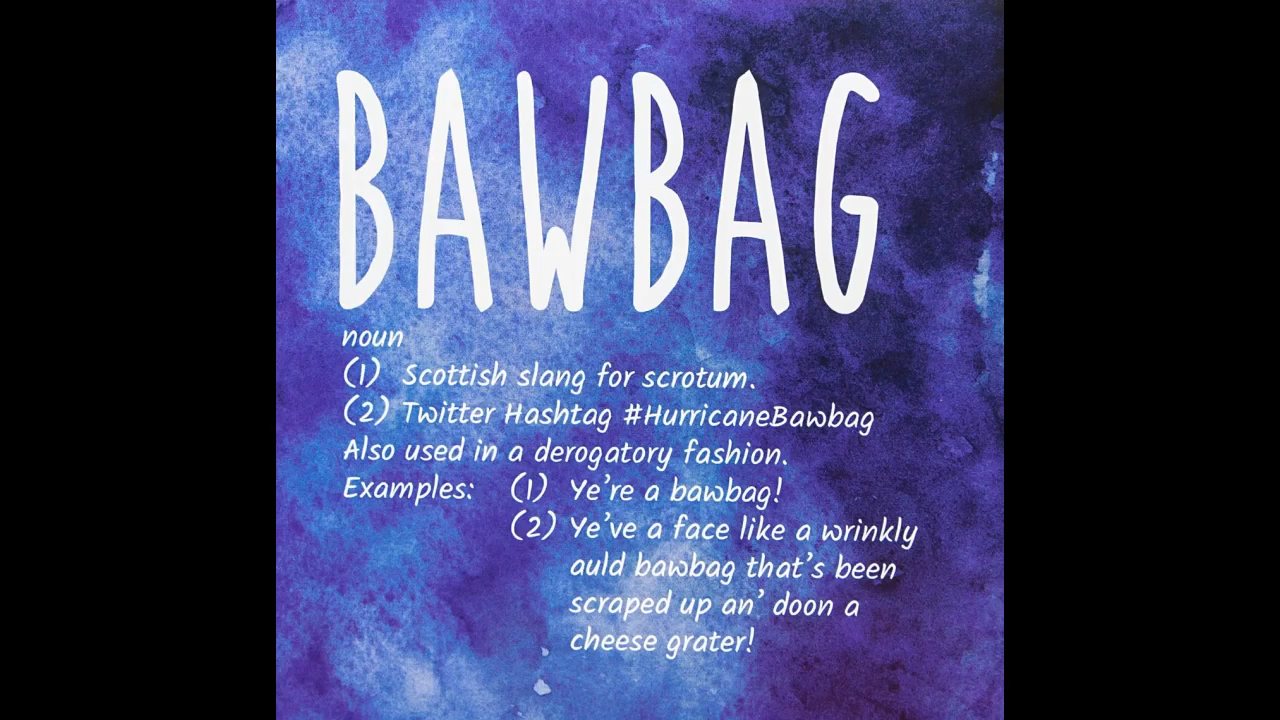 BAWBAG
noun
(1) Scottish slang for scrotum.
(2) Twitter Hashtag #HurricaneBawbag
Also used in a derogatory fashion.
Examples: (1) Ye’re a bawbag!
(2) Ye’ve a face like a wrinkly
auld bawbag that’s been
scraped up an’ doon a
cheese grater!